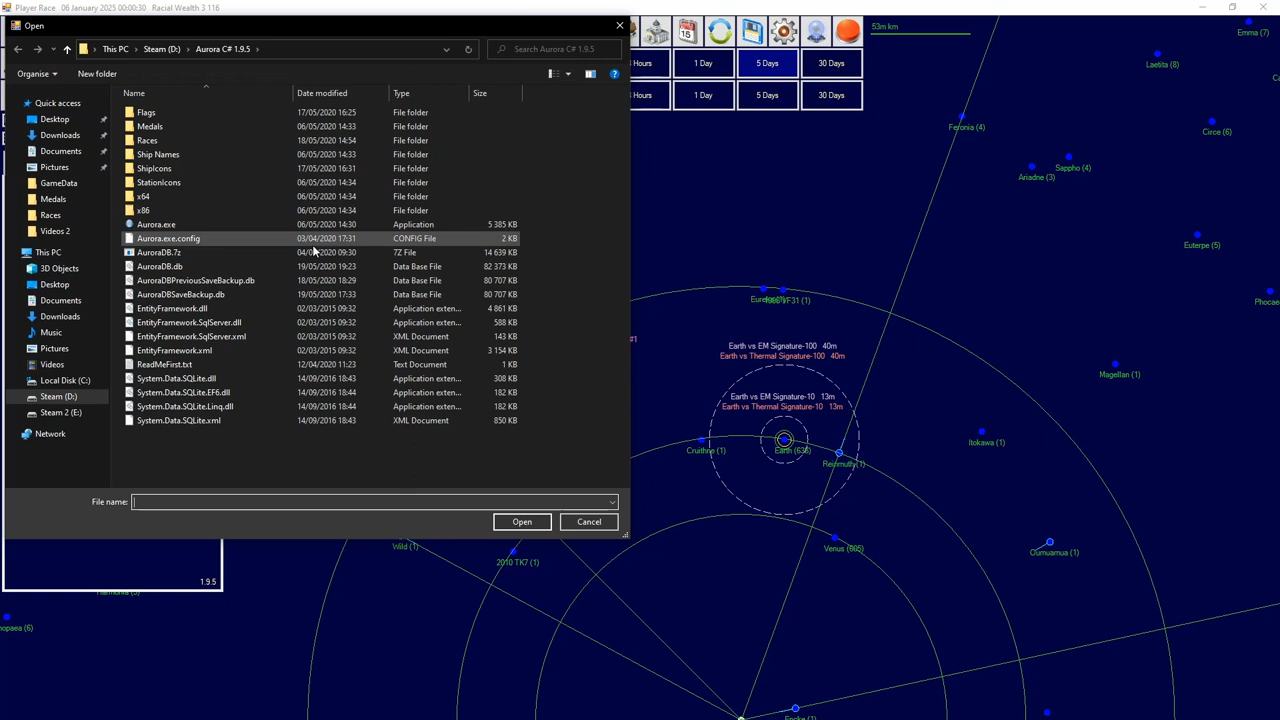 Player Race 06 January 2025 00:00:30 Racial Wealth 3 116
Open
This PC > Steam (D:) > Aurora C# 1.9.5 >
Search Aurora C# 1.9.5
Organise
New folder
Name Date modified Type Size
Quick access
Desktop
Downloads
Documents
Pictures
GameData
Medals
Races
Videos 2
This PC
3D Objects
Desktop
Documents
Downloads
Music
Pictures
Videos
Local Disk (C:)
Steam (D:)
Steam 2 (E:)
Network
Flags 17/05/2020 16:25 File folder
Medals 06/05/2020 14:33 File folder
Races 18/05/2020 14:54 File folder
Ship Names 06/05/2020 14:33 File folder
ShipIcons 17/05/2020 16:31 File folder
StationIcons 06/05/2020 14:34 File folder
x64 06/05/2020 14:34 File folder
x86 06/05/2020 14:34 File folder
Aurora.exe 06/05/2020 14:30 Application 5 385 KB
Aurora.exe.config 03/04/2020 17:31 CONFIG File 2 KB
AuroraDB.7z 09:30 7Z File 14 639 KB
AuroraDB.db 19/05/2020 19:23 Data Base File 82 373 KB
AuroraDBPreviousSaveBackup.db 18/05/2020 18:29 Data Base File 80 707 KB
AuroraDBSaveBackup.db 19/05/2020 17:33 Data Base File 80 707 KB
EntityFramework.dll 02/03/2015 09:32 Application exten... 4 861 KB
EntityFramework.SqlServer.dll 02/03/2015 09:32 Application exten... 588 KB
EntityFramework.SqlServer.xml 02/03/2015 09:32 XML Document 143 KB
EntityFramework.xml 02/03/2015 09:32 XML Document 3 154 KB
ReadMeFirst.txt 12/04/2020 11:23 Text Document 1 KB
System.Data.SQLite.dll 14/09/2016 18:43 Application exten... 308 KB
System.Data.SQLite.EF6.dll 14/09/2016 18:44 Application exten... 182 KB
System.Data.SQLite.Linq.dll 14/09/2016 18:44 Application exten... 182 KB
System.Data.SQLite.xml 14/09/2016 18:43 XML Document 850 KB
File name:
Open Cancel
1.9.5
53m km
Hours 1 Day 5 Days 30 Days
Hours 1 Day 5 Days 30 Days
Emma (7)
Laetitia (8)
Feronia (4)
Circe (6)
Sappho (4)
Ariadne (3)
Euterpe (5)
Phocae
#1
Earth vs EM Signature-100 40m
Earth vs Thermal Signature-100 40m
Magellan (1)
Earth vs EM Signature-10 13m
Earth vs Thermal Signature-10 13m
Cruithne (1)
Itokawa (1)
Reinmuth (1)
Wild (1)
Venus (605)
Oumuamua (1)
2010 TK7 (1)
nopaea (6)
Encke (1)